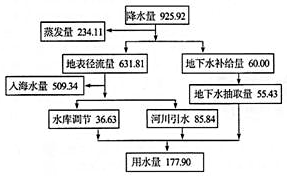 降水量 925.92
蒸发量 234.11
地表径流量 631.81
地下水补给量 60.00
入海水量 509.34
地下水抽取量 55.43
水库调节 36.63
河川引水 85.84
用水量 177.90